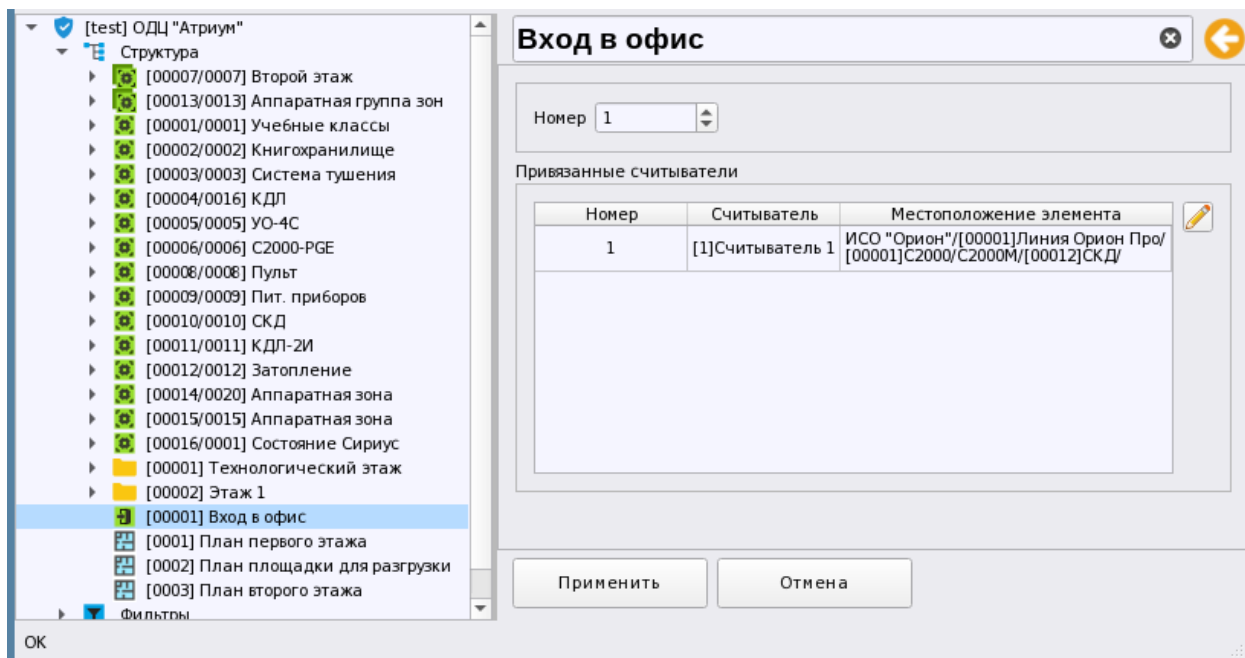 [test] ОДЦ "Атриум"
Структура
[00007/0007] Второй этаж
[00013/0013] Аппаратная группа зон
[00001/0001] Учебные классы
[00002/0002] Книгохранилище
[00003/0003] Система тушения
[00004/0016] КДЛ
[00005/0005] УО-4С
[00006/0006] С2000-PGE
[00008/0008] Пульт
[00009/0009] Пит. приборов
[00010/0010] СКД
[00011/0011] КДЛ-2И
[00012/0012] Затопление
[00014/0020] Аппаратная зона
[00015/0015] Аппаратная зона
[00016/0001] Состояние Сириус
[00001] Технологический этаж
[00002] Этаж 1
[00001] Вход в офис
[0001] План первого этажа
[0002] План площадки для разгрузки
[0003] План второго этажа
Фильтры
OK
Вход в офис
Номер 1
Привязанные считыватели
Номер Считыватель Местоположение элемента
1 [1]Считыватель 1 ИСО "Орион"/[00001]Линия Орион Про/
[00001]С2000/С2000М/[00012]СКД/
Применить Отмена